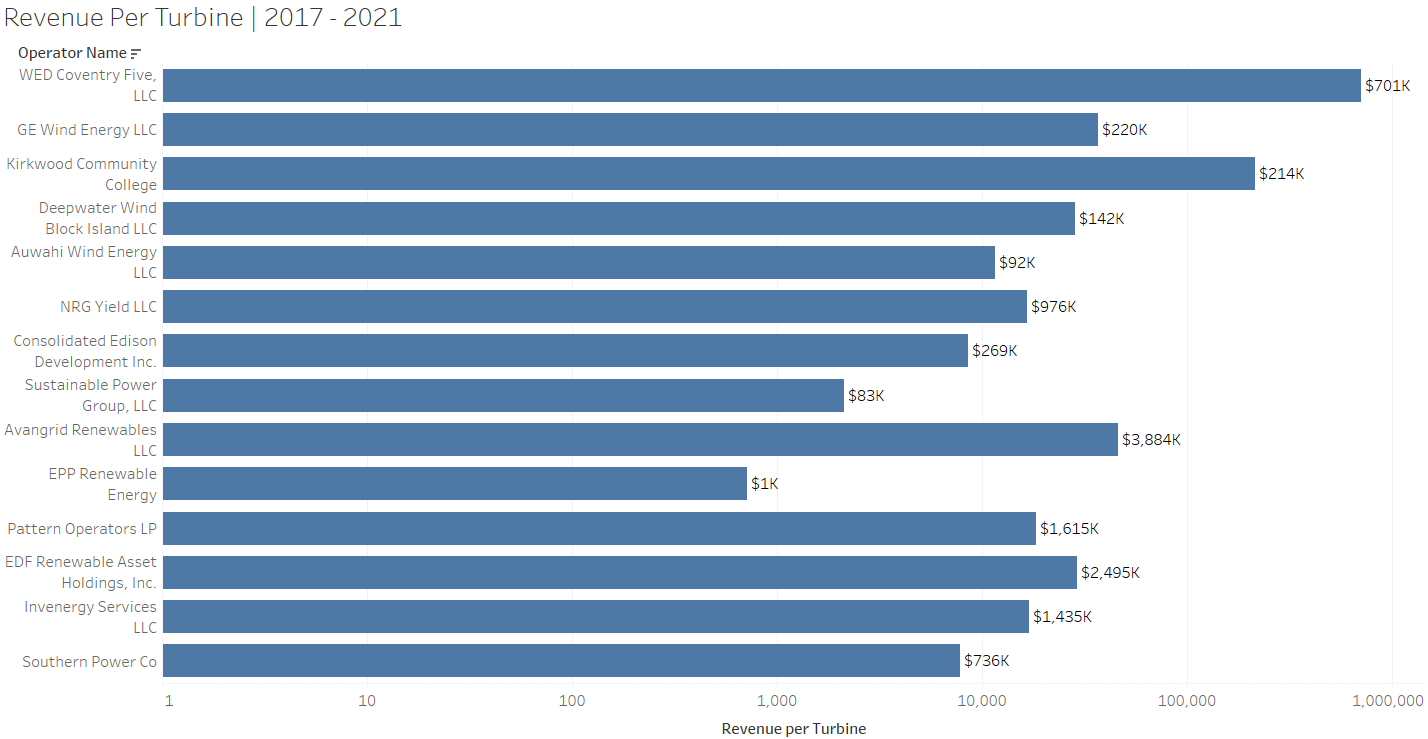 Revenue Per Turbine | 2017 - 2021
Operator Name
WED Coventry Five,
LLC
$701K
GE Wind Energy LLC
$220K
Kirkwood Community
College
$214K
Deepwater Wind
Block Island LLC
$142K
Auwahi Wind Energy
LLC
$92K
NRG Yield LLC
$976K
Consolidated Edison
Development Inc.
$269K
Sustainable Power
Group, LLC
$83K
Avangrid Renewables
LLC
$3,884K
EPP Renewable
Energy
$1K
Pattern Operators LP
$1,615K
EDF Renewable Asset
Holdings, Inc.
$2,495K
Invenergy Services
LLC
$1,435K
Southern Power Co
$736K
1 10 100 1,000 10,000 100,000 1,000,000
Revenue per Turbine